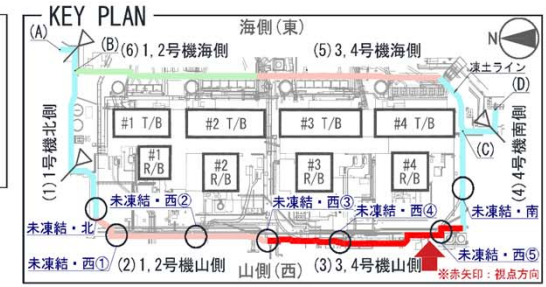 KEY PLAN
海側(東)
N
(A)
(B)
(6)1,2号機海側
(5)3,4号機海側
凍土ライン
(D)
(1)1号機北側
#1 T/B
#2 T/B
#3 T/B
#4 T/B
(C)
(4)4号機南側
#1
R/B
#2
R/B
#3
R/B
#4
R/B
未凍結・北
未凍結・西②
未凍結・西③
未凍結・西④
未凍結・南
未凍結・西①
(2)1,2号機山側
山側(西)
(3)3,4号機山側
未凍結・西⑤
※赤矢印:視点方向